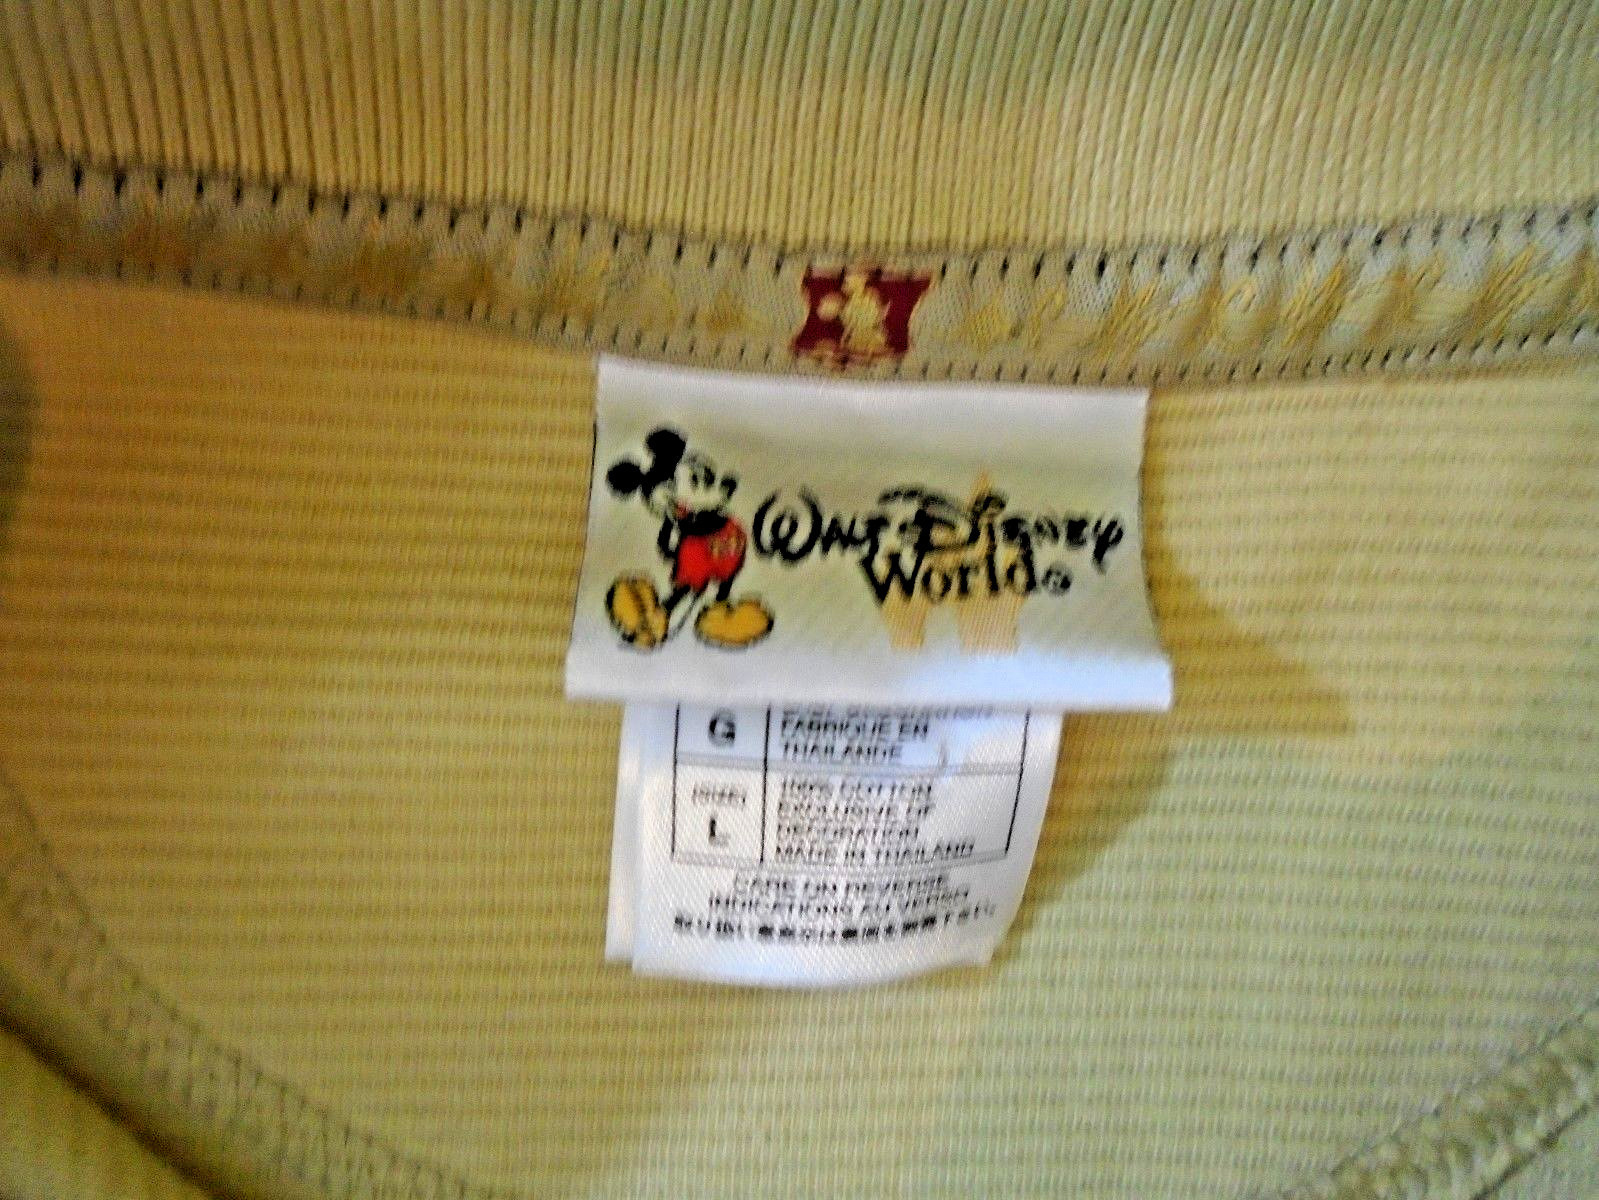 Walt Disney
World
G
FABRIQUE EN
THAILANDE
(SIZE)
L
100% COTTON
EXCLUSIVE OF
DECORATION
MADE IN THAILAND
CARE ON REVERSE
INDICATIONS AU VERSO